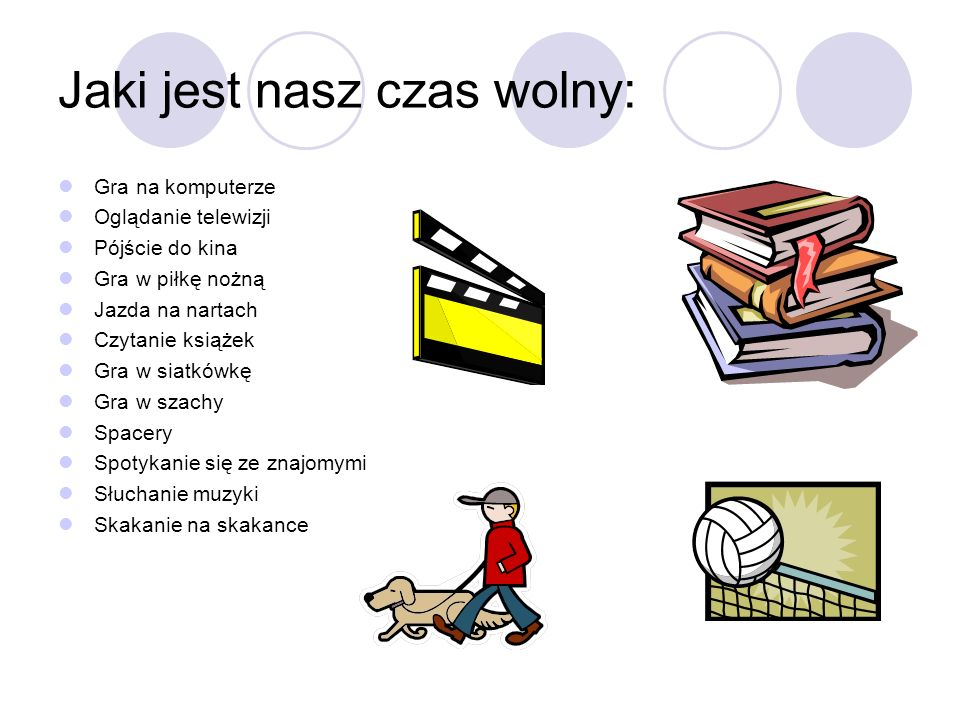 Jaki jest nasz czas wolny:
Gra na komputerze
Oglądanie telewizji
Pójście do kina
Gra w piłkę nożną
Jazda na nartach
Czytanie książek
Gra w siatkówkę
Gra w szachy
Spacery
Spotykanie się ze znajomymi
Słuchanie muzyki
Skakanie na skakance